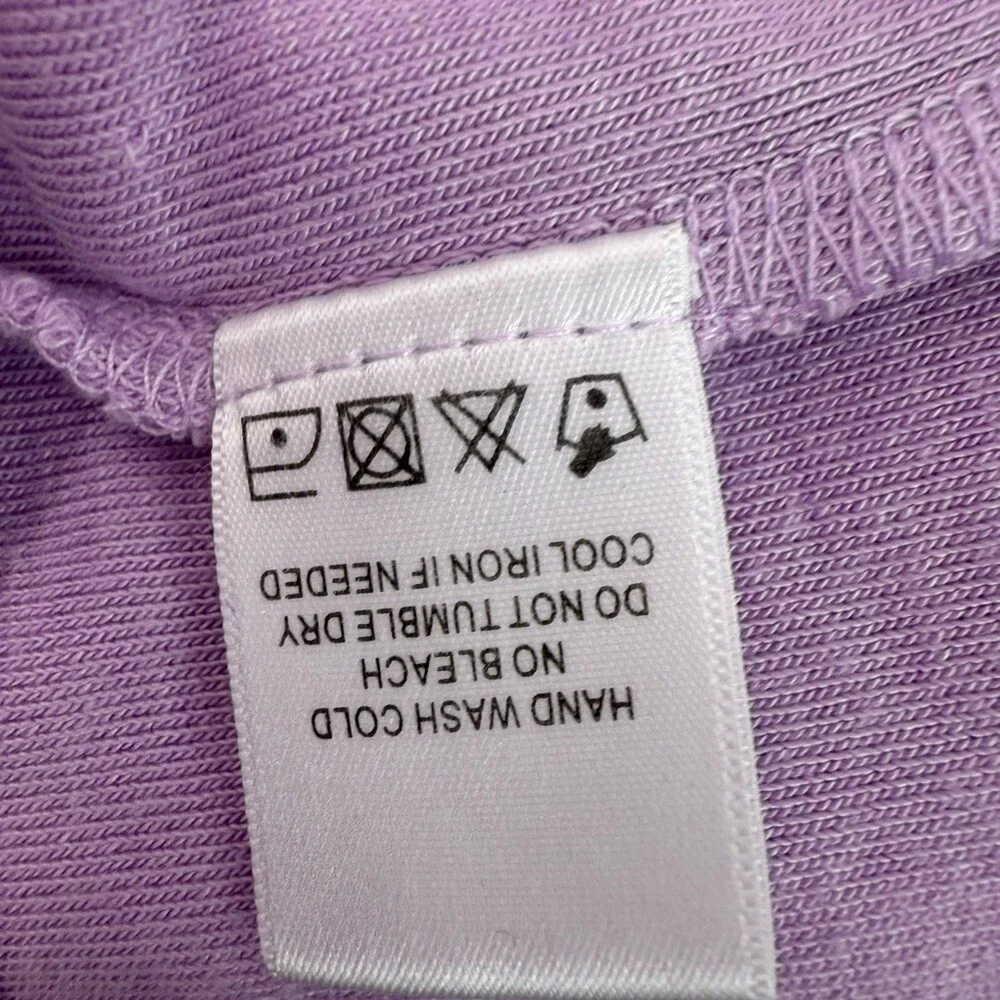 HAND WASH COLD
NO BLEACH
DO NOT TUMBLE DRY
COOL IRON IF NEEDED